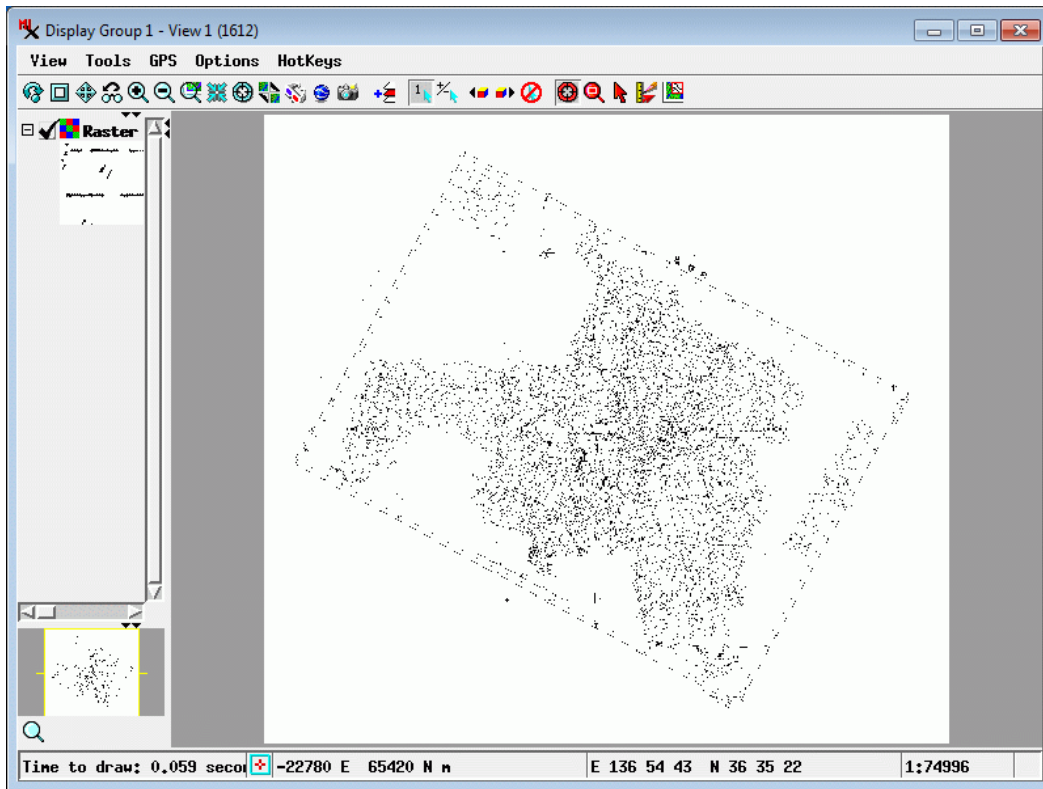 Display Group 1 - View 1 (1612)
View Tools GPS Options HotKeys
1
Raster
Time to draw: 0.059 secon
-22780 E 65420 N m
E 136 54 43 N 36 35 22
1:74996